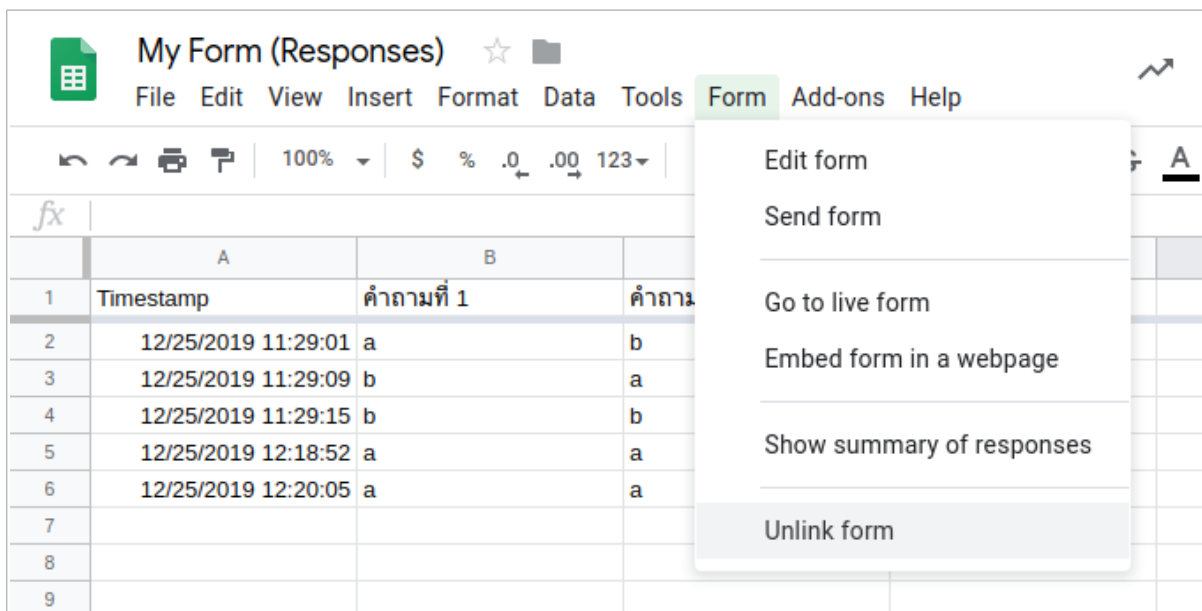 My Form (Responses)
File Edit View Insert Format Data Tools Form Add-ons Help
100% $ % .0 .00 123 A
Edit form
Send form
Go to live form
Embed form in a webpage
Show summary of responses
Unlink form
fx
A B
1 Timestamp คำถามที่ 1 คำถาม
2 12/25/2019 11:29:01 a b
3 12/25/2019 11:29:09 b a
4 12/25/2019 11:29:15 b b
5 12/25/2019 12:18:52 a a
6 12/25/2019 12:20:05 a a
7
8
9